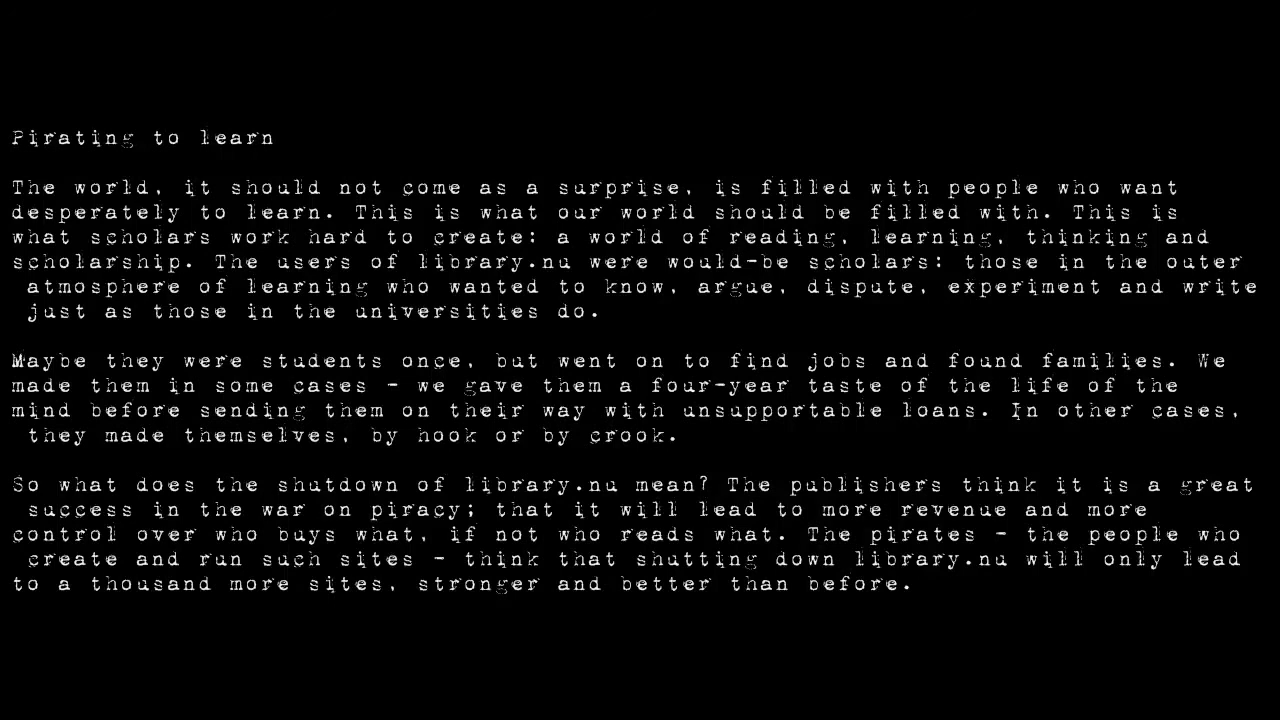 Pirating to learn
The world, it should not come as a surprise, is filled with people who want
desperately to learn. This is what our world should be filled with. This is
what scholars work hard to create: a world of reading, learning, thinking and
scholarship. The users of library.nu were would-be scholars: those in the outer
atmosphere of learning who wanted to know, argue, dispute, experiment and write
just as those in the universities do.
Maybe they were students once, but went on to find jobs and found families. We
made them in some cases - we gave them a four-year taste of the life of the
mind before sending them on their way with unsupportable loans. In other cases,
they made themselves, by hook or by crook.
So what does the shutdown of library.nu mean? The publishers think it is a great
success in the war on piracy; that it will lead to more revenue and more
control over who buys what, if not who reads what. The pirates - the people who
create and run such sites - think that shutting down library.nu will only lead
to a thousand more sites, stronger and better than before.